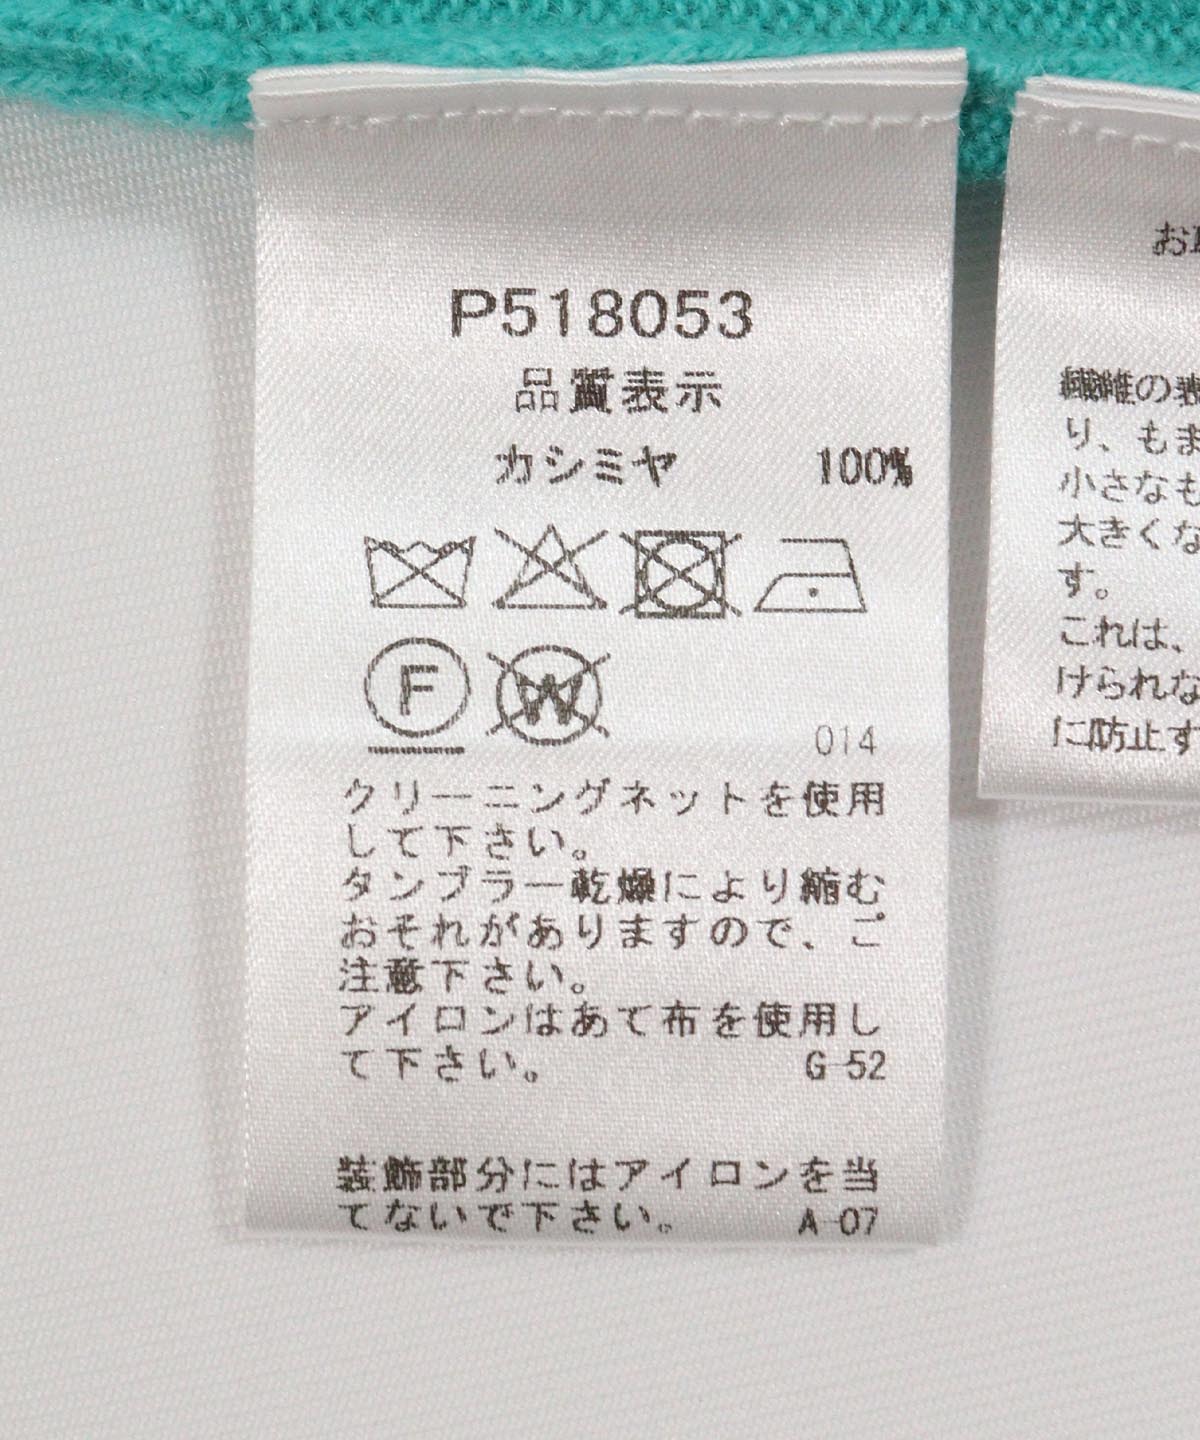 P518053
品質表示
カシミヤ 100%
F W
014
クリーニングネットを使用
して下さい。
タンブラー乾燥により縮む
おそれがありますので、ご
注意下さい。
アイロンはあて布を使用し
て下さい。 G-52
装飾部分にはアイロンを当
てないで下さい。 A-07
お取
繊維の表
り、もま
小さなも
大きくな
す。
これは、
けられな
に防止す